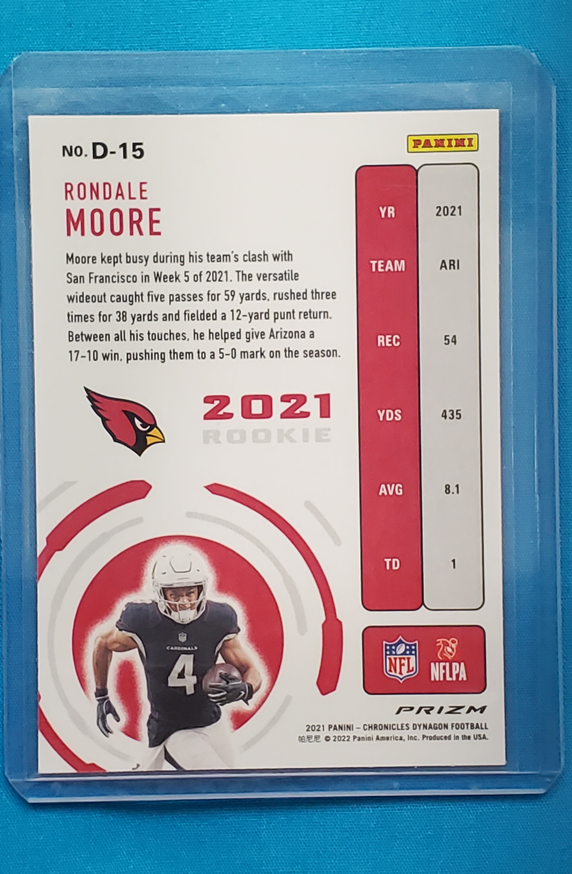 NO. D-15
PANINI
RONDALE
MOORE
Moore kept busy during his team's clash with
San Francisco in Week 5 of 2021. The versatile
wideout caught five passes for 59 yards, rushed three
times for 38 yards and fielded a 12-yard punt return.
Between all his touches, he helped give Arizona a
17-10 win, pushing them to a 5-0 mark on the season.
2021
ROOKIE
YR 2021
TEAM ARI
REC 54
YDS 435
AVG 8.1
TD 1
CARDINALS
4
NFL
NFLPA
PRIZM
2021 PANINI – CHRONICLES DYNAGON FOOTBALL
帕尼尼 © 2022 Panini America, Inc. Produced in the USA.